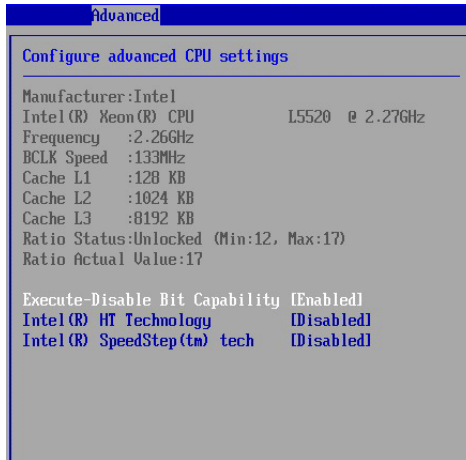 Advanced
Configure advanced CPU settings
Manufacturer:Intel
Intel(R) Xeon(R) CPU L5520 @ 2.27GHz
Frequency :2.26GHz
BCLK Speed :133MHz
Cache L1 :128 KB
Cache L2 :1024 KB
Cache L3 :8192 KB
Ratio Status:Unlocked (Min:12, Max:17)
Ratio Actual Value:17
Execute-Disable Bit Capability [Enabled]
Intel(R) HT Technology [Disabled]
Intel(R) SpeedStep(tm) tech [Disabled]